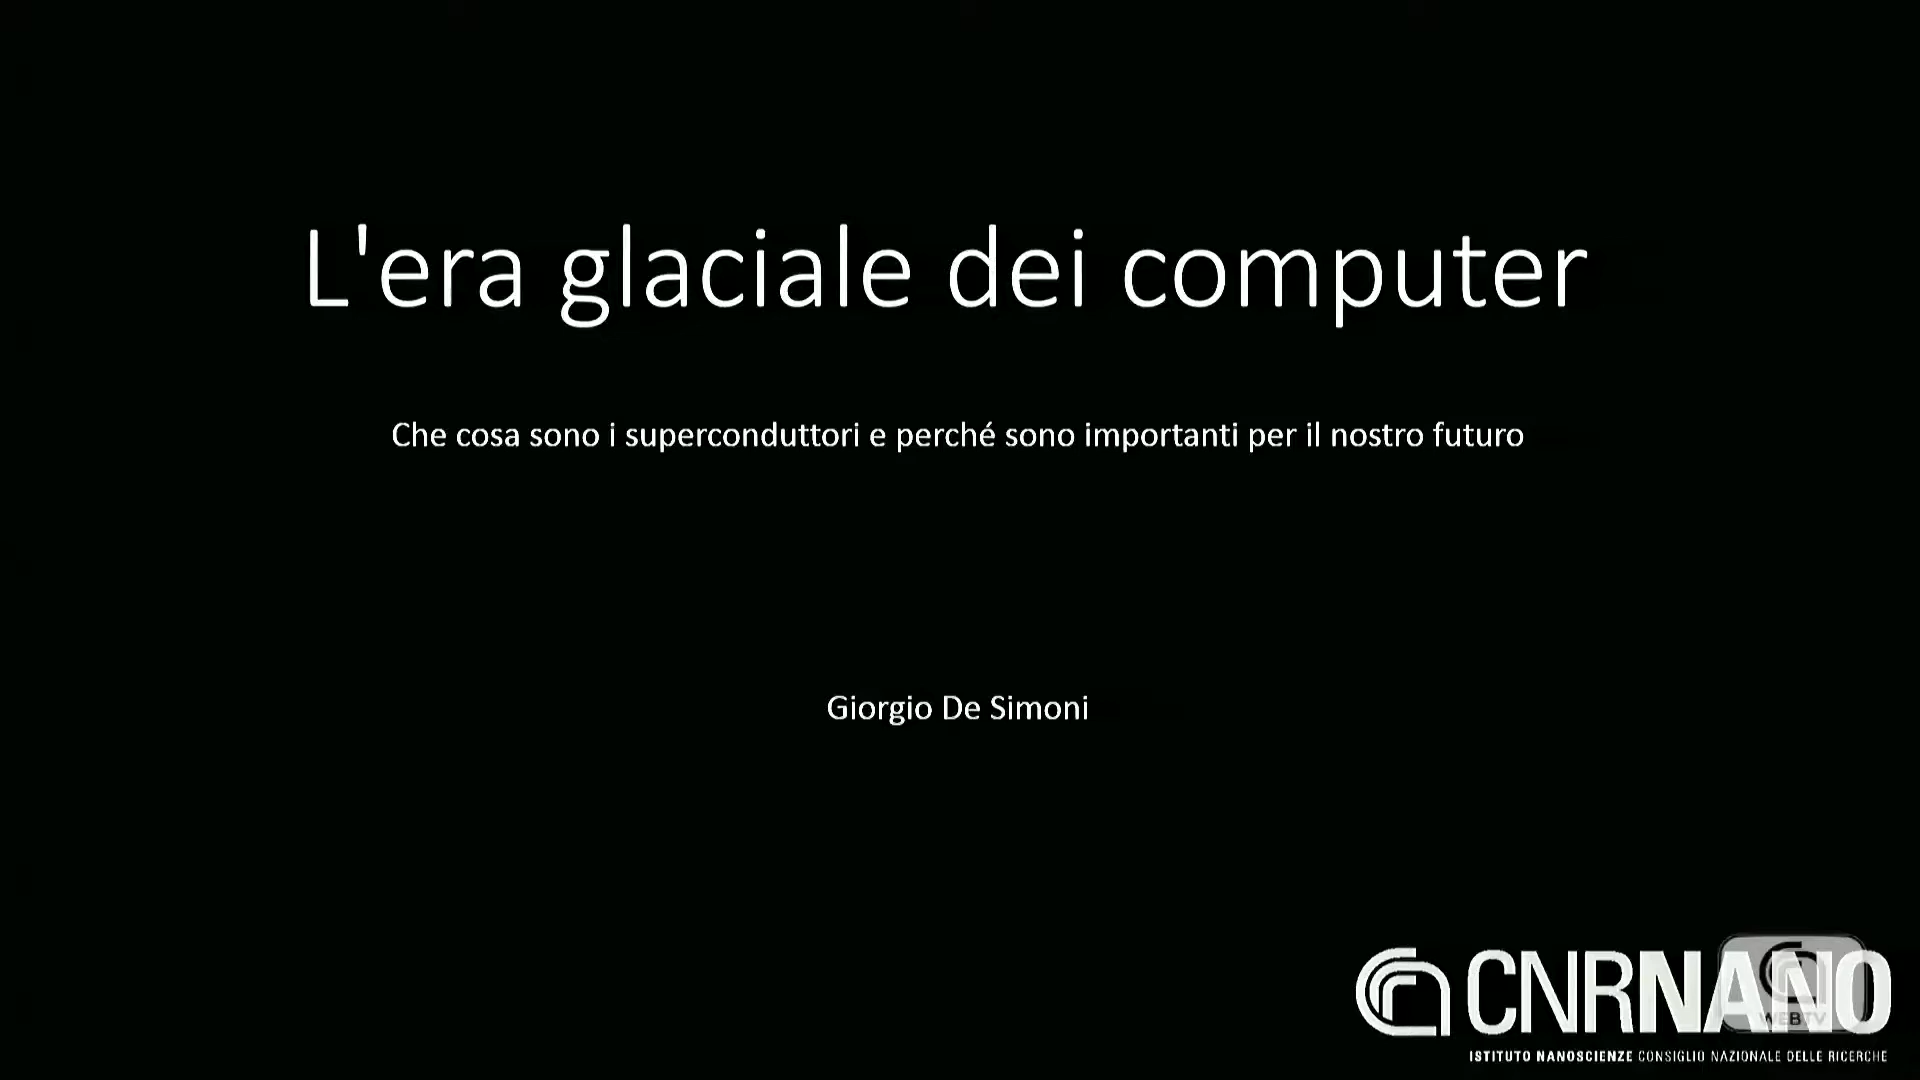 L'era glaciale dei computer
Che cosa sono i superconduttori e perché sono importanti per il nostro futuro
Giorgio De Simoni
CNRNANO
WEBTV
ISTITUTO NANOSCIENZE CONSIGLIO NAZIONALE DELLE RICERCHE